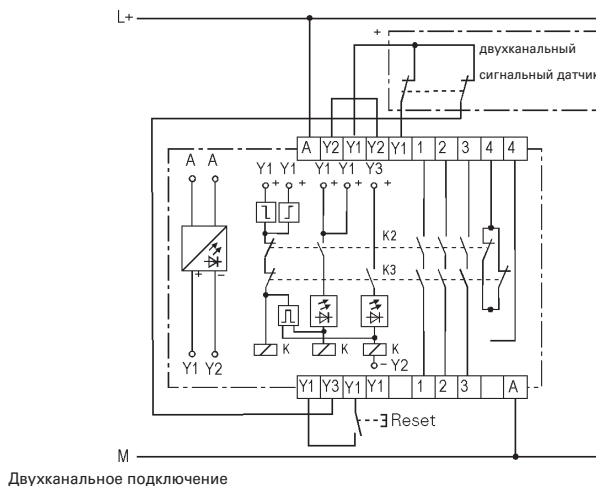 L+
+
двухканальный
сигнальный датчик
A Y2 Y1 Y2 Y1 1 2 3 4 4
A A Y1 Y1 Y1 Y1 Y3
+ + + + +
K2
K3
+ −
K K K
Y1 Y2 − Y2
Y1 Y3 Y1 Y1 1 2 3 A
Reset
M
Двухканальное подключение